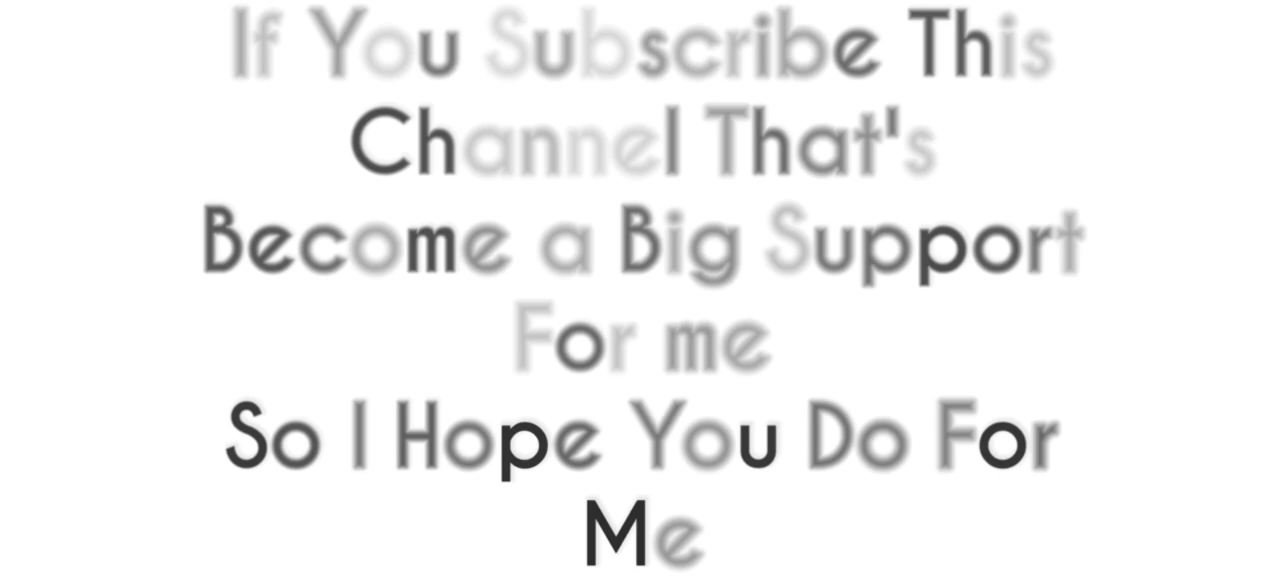 If You Subscribe This
Channel That's
Become a Big Support
For me
So I Hope You Do For
Me